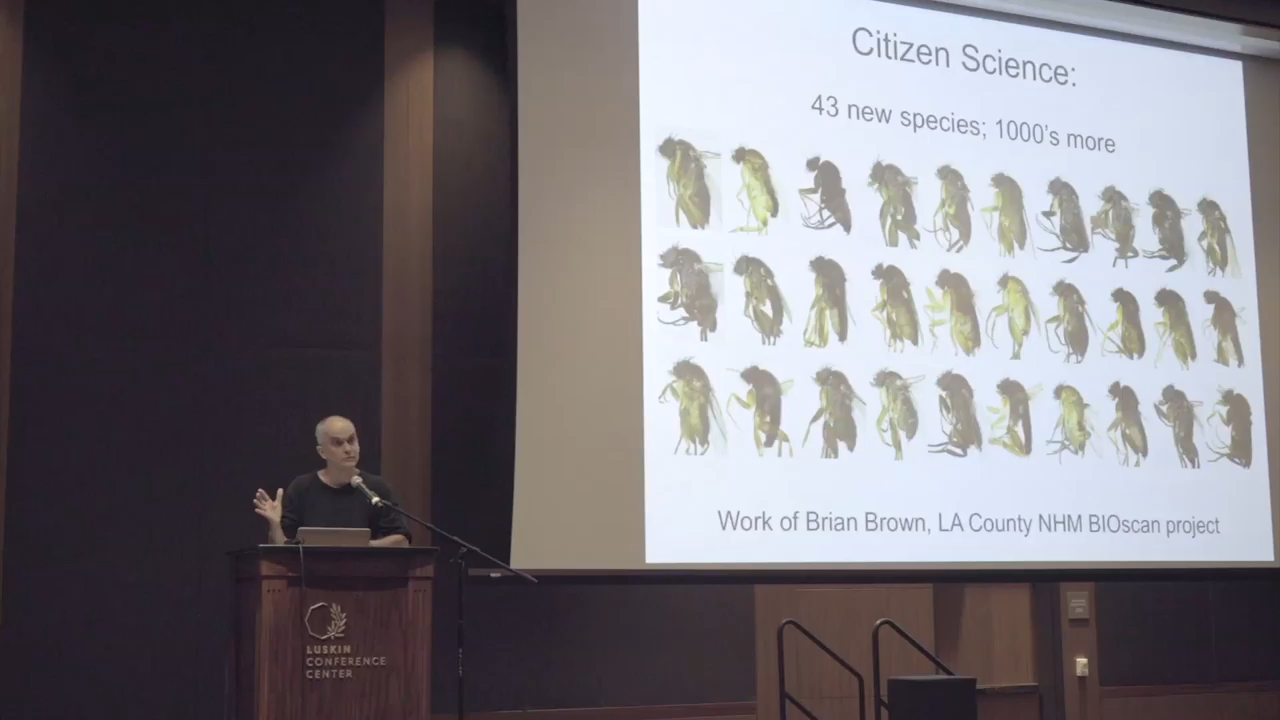 Citizen Science:
43 new species; 1000's more
Work of Brian Brown, LA County NHM BIOscan project
LUSKIN
CONFERENCE
CENTER